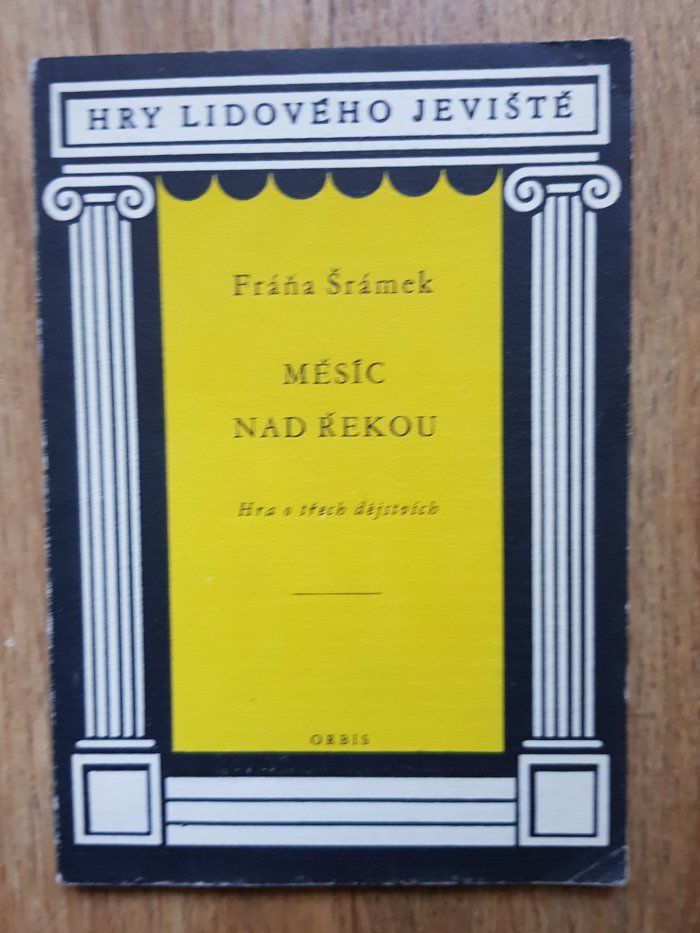 HRY LIDOVÉHO JEVIŠTĚ
Fráňa Šrámek
MĚSÍC
NAD ŘEKOU
Hra o třech dějstvích
ORBIS